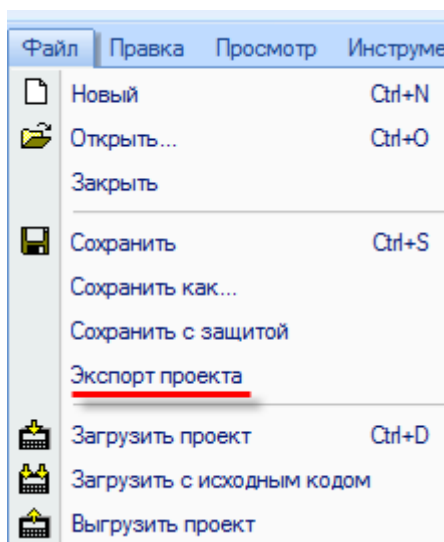 Файл Правка Просмотр Инструме
Новый Ctrl+N
Открыть... Ctrl+O
Закрыть
Сохранить Ctrl+S
Сохранить как...
Сохранить с защитой
Экспорт проекта
Загрузить проект Ctrl+D
Загрузить с исходным кодом
Выгрузить проект